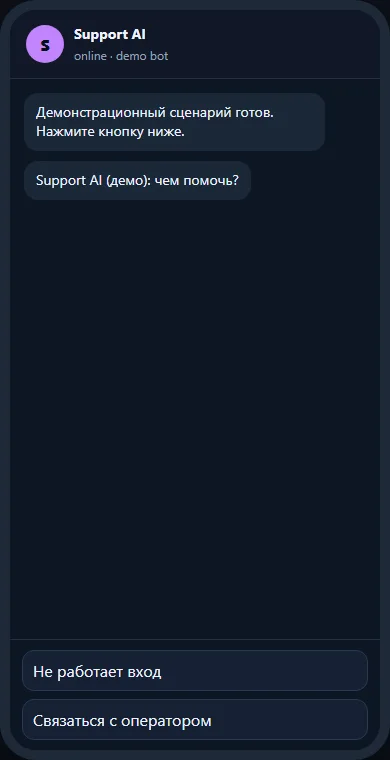 s
Support AI
online · demo bot
Демонстрационный сценарий готов.
Нажмите кнопку ниже.
Support AI (демо): чем помочь?
Не работает вход
Связаться с оператором